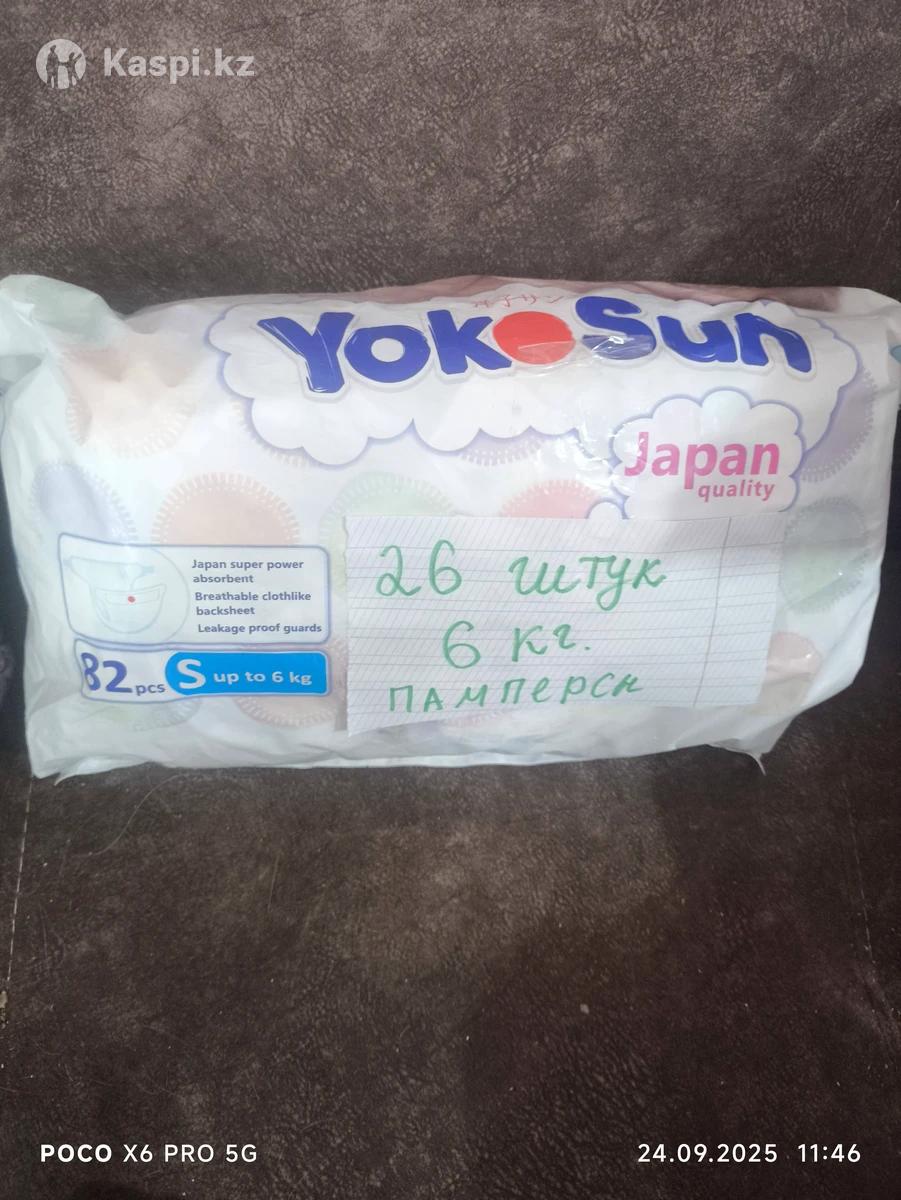 Kaspi.kz
YokoSun
Japan
quality
Japan super power
absorbent
Breathable clothlike
backsheet
Leakage proof guards
82 pcs S up to 6 kg
26 штук
6 кг.
памперсы
POCO X6 PRO 5G
24.09.2025 11:46